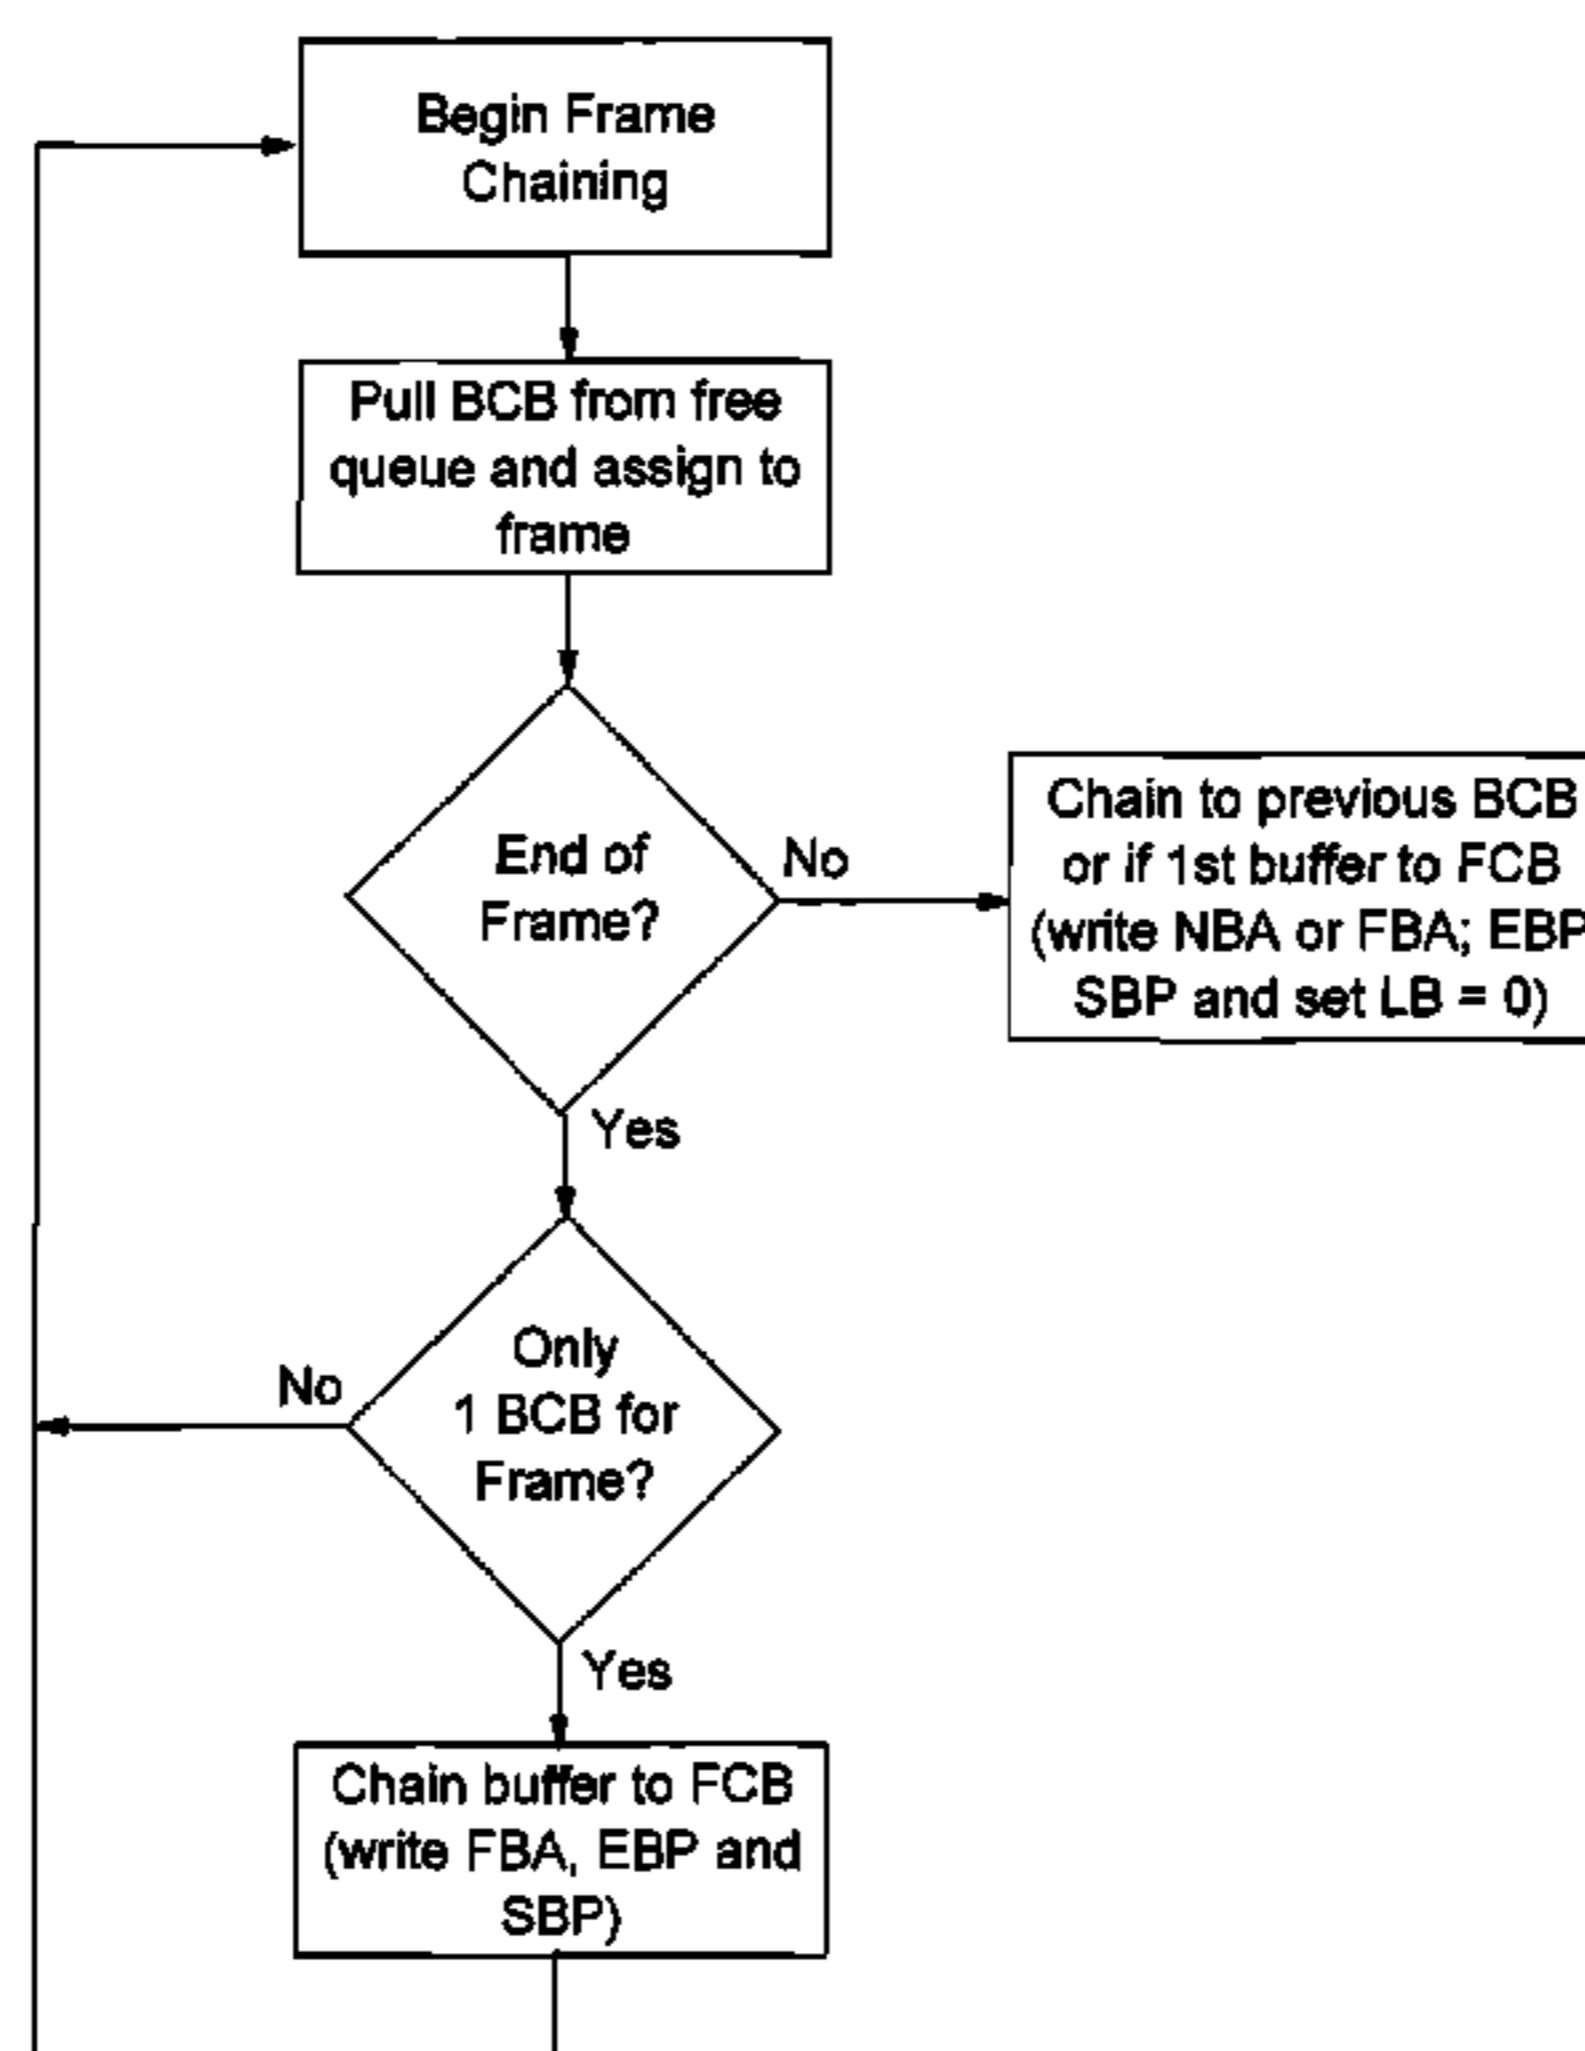 Begin Frame
Chaining
Pull BCB from free
queue and assign to
frame
End of
Frame?
No
Chain to previous BCB
or if 1st buffer to FCB
(write NBA or FBA; EBP
SBP and set LB = 0)
Yes
Only
1 BCB for
Frame?
No
Yes
Chain buffer to FCB
(write FBA, EBP and
SBP)